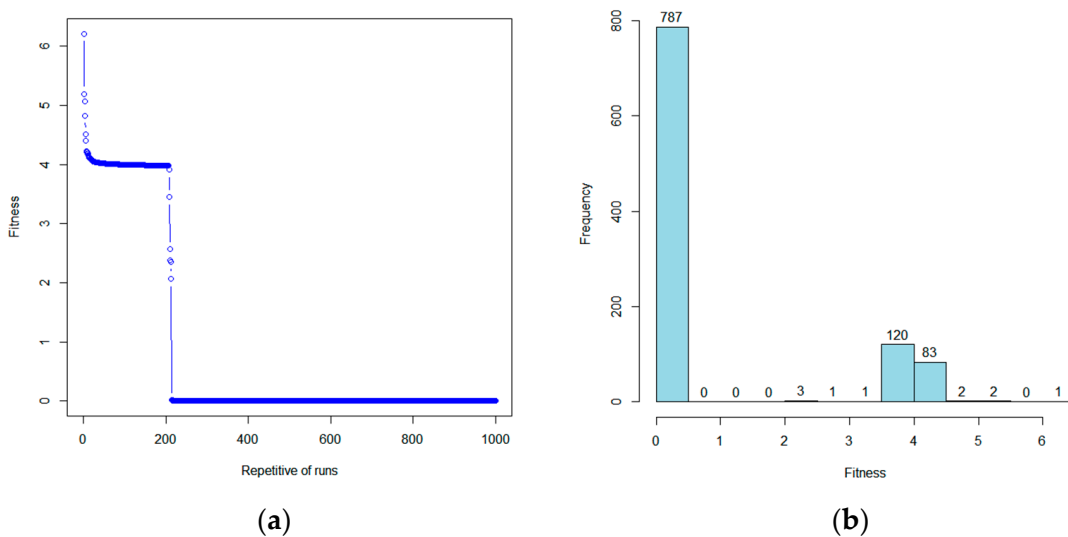 6
5
4
3
2
1
0
Fitness
0 200 400 600 800 1000
Repetitive of runs
(a)
800
600
400
200
0
Frequency
787 0 0 0 3 1 1 120 83 2 2 0 1
0 1 2 3 4 5 6
Fitness
(b)